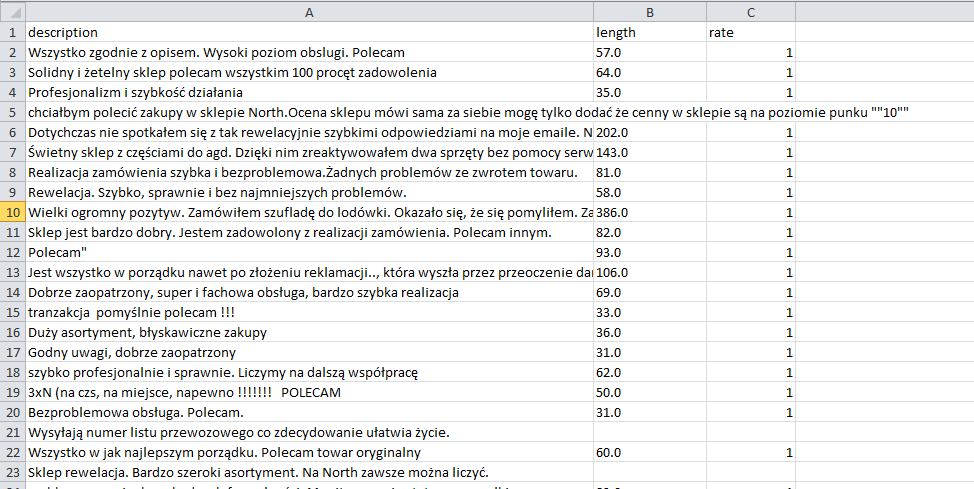 A B C
1 description length rate
2 Wszystko zgodnie z opisem. Wysoki poziom obslugi. Polecam 57.0 1
3 Solidny i żetelny sklep polecam wszystkim 100 procęt zadowolenia 64.0 1
4 Profesjonalizm i szybkość działania 35.0 1
5 chciałbym polecić zakupy w sklepie North.Ocena sklepu mówi sama za siebie mogę tylko dodać że cenny w sklepie są na poziomie punku ""10""
6 Dotychczas nie spotkałem się z tak rewelacyjnie szybkimi odpowiedziami na moje emaile. N 202.0 1
7 Świetny sklep z częściami do agd. Dzięki nim zreaktywowałem dwa sprzęty bez pomocy serw 143.0 1
8 Realizacja zamówienia szybka i bezproblemowa.Żadnych problemów ze zwrotem towaru. 81.0 1
9 Rewelacja. Szybko, sprawnie i bez najmniejszych problemów. 58.0 1
10 Wielki ogromny pozytyw. Zamówiłem szufladę do lodówki. Okazało się, że się pomyliłem. Za 386.0 1
11 Sklep jest bardzo dobry. Jestem zadowolony z realizacji zamówienia. Polecam innym. 82.0 1
12 Polecam" 93.0 1
13 Jest wszystko w porządku nawet po złożeniu reklamacji.., która wyszła przez przeoczenie da 106.0 1
14 Dobrze zaopatrzony, super i fachowa obsługa, bardzo szybka realizacja 69.0 1
15 tranzakcja  pomyślnie polecam !!! 33.0 1
16 Duży asortyment, błyskawiczne zakupy 36.0 1
17 Godny uwagi, dobrze zaopatrzony 31.0 1
18 szybko profesjonalnie i sprawnie. Liczymy na dalszą współpracę 62.0 1
19 3xN (na czs, na miejsce, napewno !!!!!!!   POLECAM 50.0 1
20 Bezproblemowa obsługa. Polecam. 31.0 1
21 Wysyłają numer listu przewozowego co zdecydowanie ułatwia życie.
22 Wszystko w jak najlepszym porządku. Polecam towar oryginalny 60.0 1
23 Sklep rewelacja. Bardzo szeroki asortyment. Na North zawsze można liczyć.